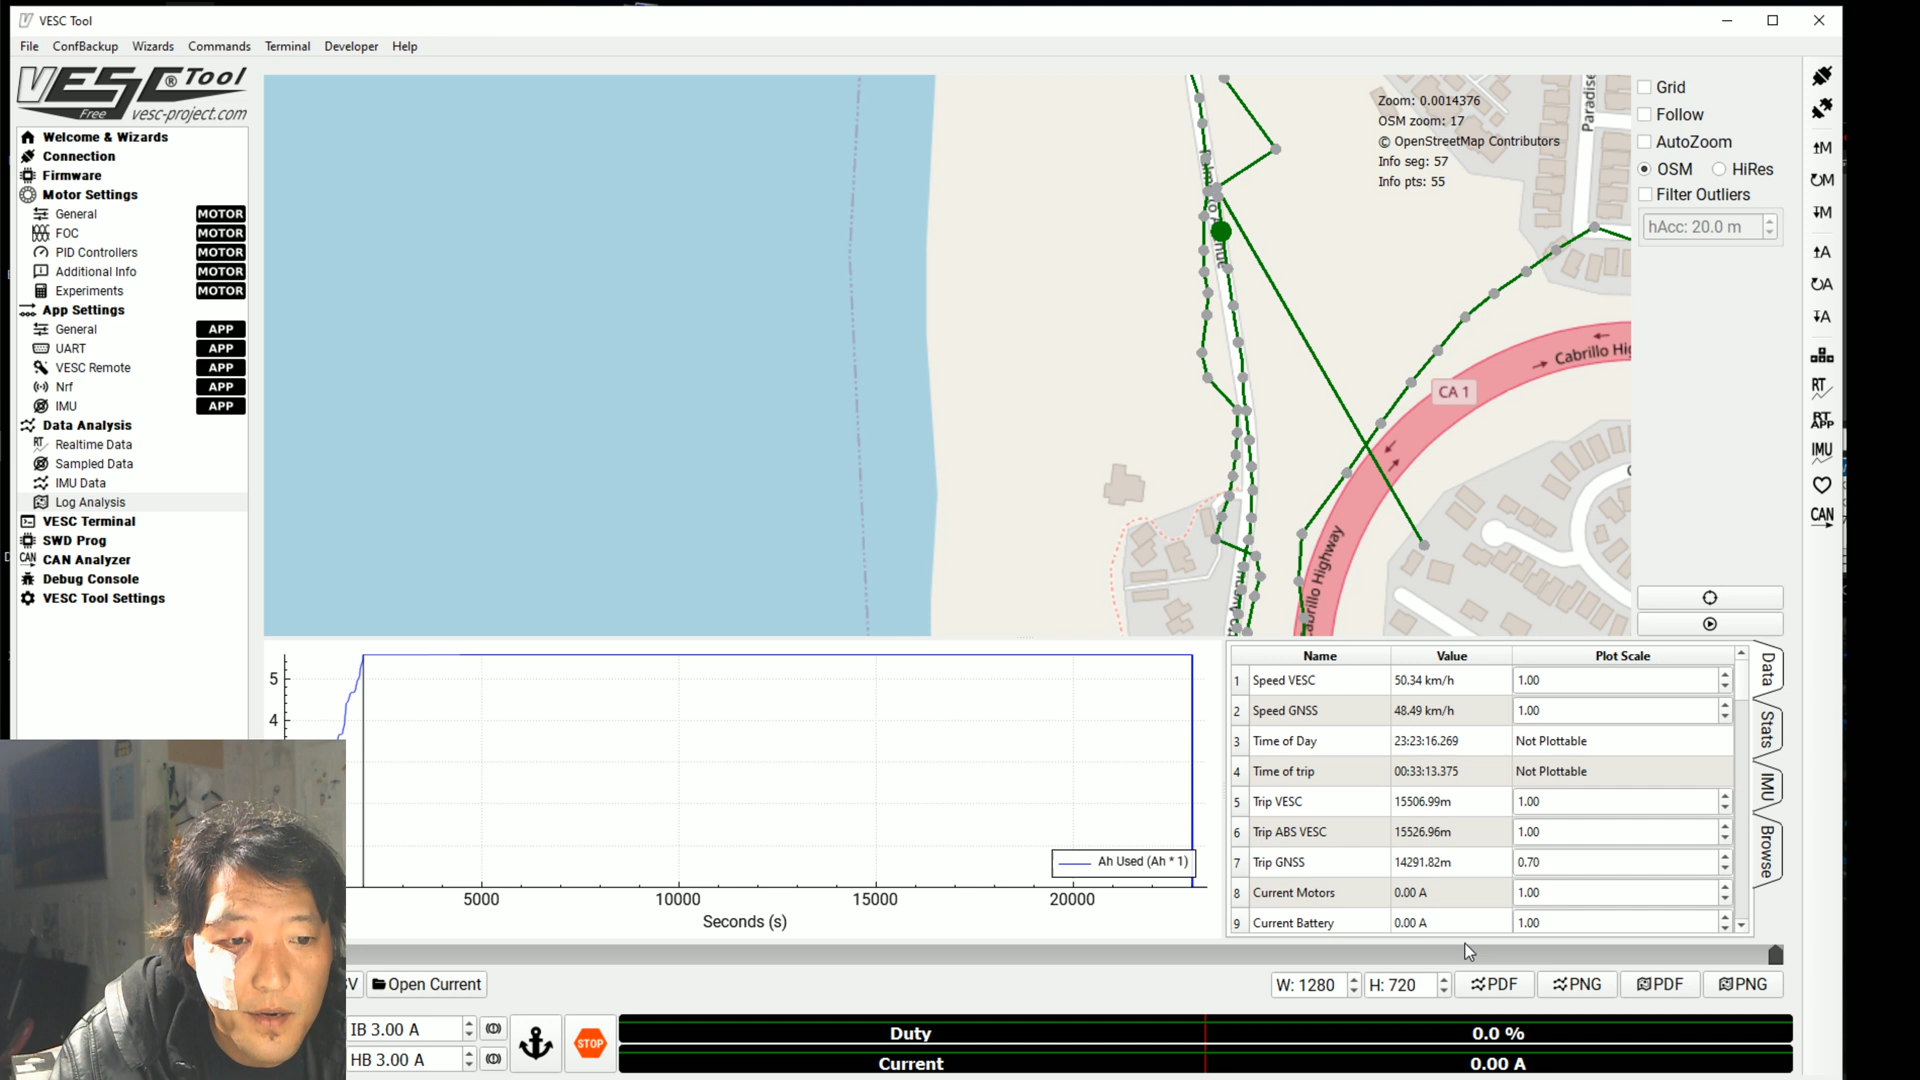 VESC Tool
File ConfBackup Wizards Commands Terminal Developer Help
VESC® Tool
Free vesc-project.com
Welcome & Wizards
Connection
Firmware
Motor Settings
General MOTOR
FOC MOTOR
PID Controllers MOTOR
Additional Info MOTOR
Experiments MOTOR
App Settings
General APP
UART APP
VESC Remote APP
Nrf APP
IMU APP
Data Analysis
RT Realtime Data
Sampled Data
IMU Data
Log Analysis
VESC Terminal
SWD Prog
CAN CAN Analyzer
Debug Console
VESC Tool Settings
Zoom: 0.0014376
OSM zoom: 17
© OpenStreetMap Contributors
Info seg: 57
Info pts: 55
Paradise
Cabrillo Hi
CA 1
Cabrillo Highway
Grid
Follow
AutoZoom
OSM HiRes
Filter Outliers
hAcc: 20.0 m
M
M
M
A
A
A
RT
RT
APP
IMU
CAN
5
4
5000 10000 15000 20000
Seconds (s)
Ah Used (Ah * 1)
Name Value Plot Scale
1 Speed VESC 50.34 km/h 1.00
2 Speed GNSS 48.49 km/h 1.00
3 Time of Day 23:23:16.269 Not Plottable
4 Time of trip 00:33:13.375 Not Plottable
5 Trip VESC 15506.99m 1.00
6 Trip ABS VESC 15526.96m 1.00
7 Trip GNSS 14291.82m 0.70
8 Current Motors 0.00 A 1.00
9 Current Battery 0.00 A 1.00
Data
Stats
IMU
Browse
V Open Current
W: 1280 H: 720 PDF PNG PDF PNG
IB 3.00 A
HB 3.00 A
STOP
Duty 0.0 %
Current 0.00 A